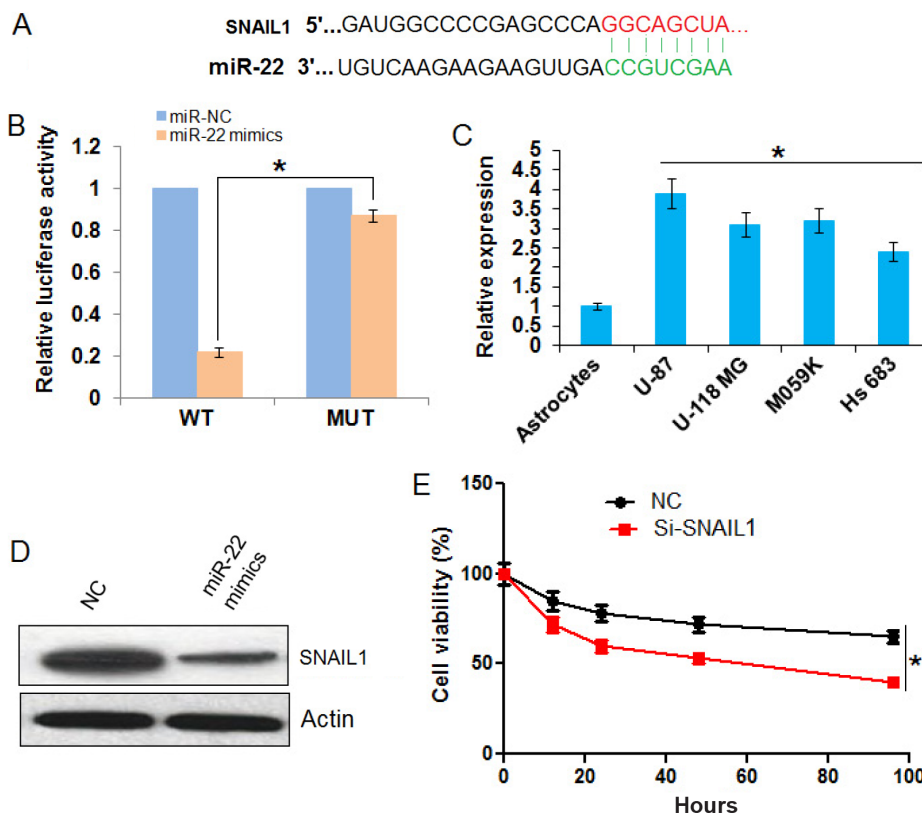 A
SNAIL1 5'...GAUGGCCCCGAGCCCAGGCAGCUA...
miR-22 3'...UGUCAAGAAGAAGUUGACCGUCGAA
B
miR-NC
miR-22 mimics
Relative luciferase activity
1.2
1
0.8
0.6
0.4
0.2
0
*
WT MUT
C
Relative expression
5
4.5
4
3.5
3
2.5
2
1.5
1
0.5
0
*
Astrocytes
U-87
U-118 MG
M059K
Hs 683
D
NC
miR-22
mimics
SNAIL1
Actin
E
NC
Si-SNAIL1
Cell viability (%)
150
100
50
0
*
0 20 40 60 80 100
Hours